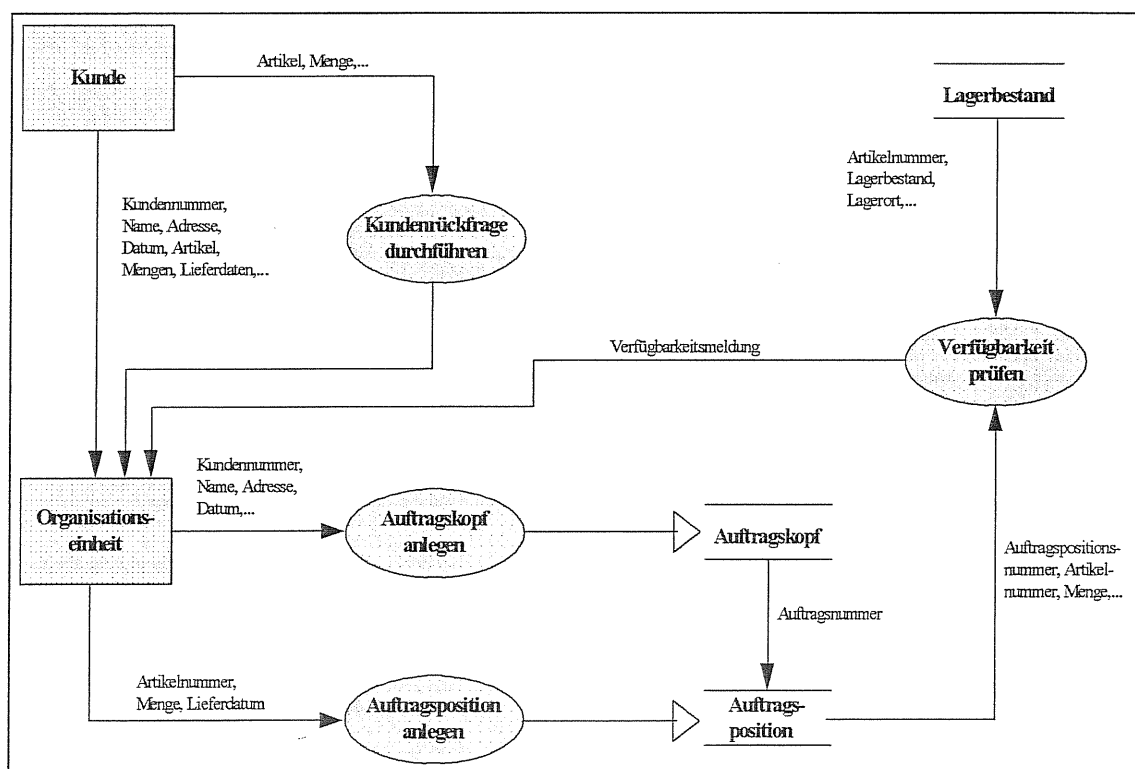 Kunde
Artikel, Menge,...
Lagerbestand
Kundennummer,
Name, Adresse,
Datum, Artikel,
Mengen, Lieferdaten,...
Kundenrückfrage
durchführen
Artikelnummer,
Lagerbestand,
Lagerort,...
Verfügbarkeitsmeldung
Verfügbarkeit
prüfen
Organisations-
einheit
Kundennummer,
Name, Adresse,
Datum,...
Auftragskopf
anlegen
Auftragskopf
Auftragspositions-
nummer, Artikel-
nummer, Menge,...
Auftragsnummer
Artikelnummer,
Menge, Lieferdatum
Auftragsposition
anlegen
Auftrags-
position